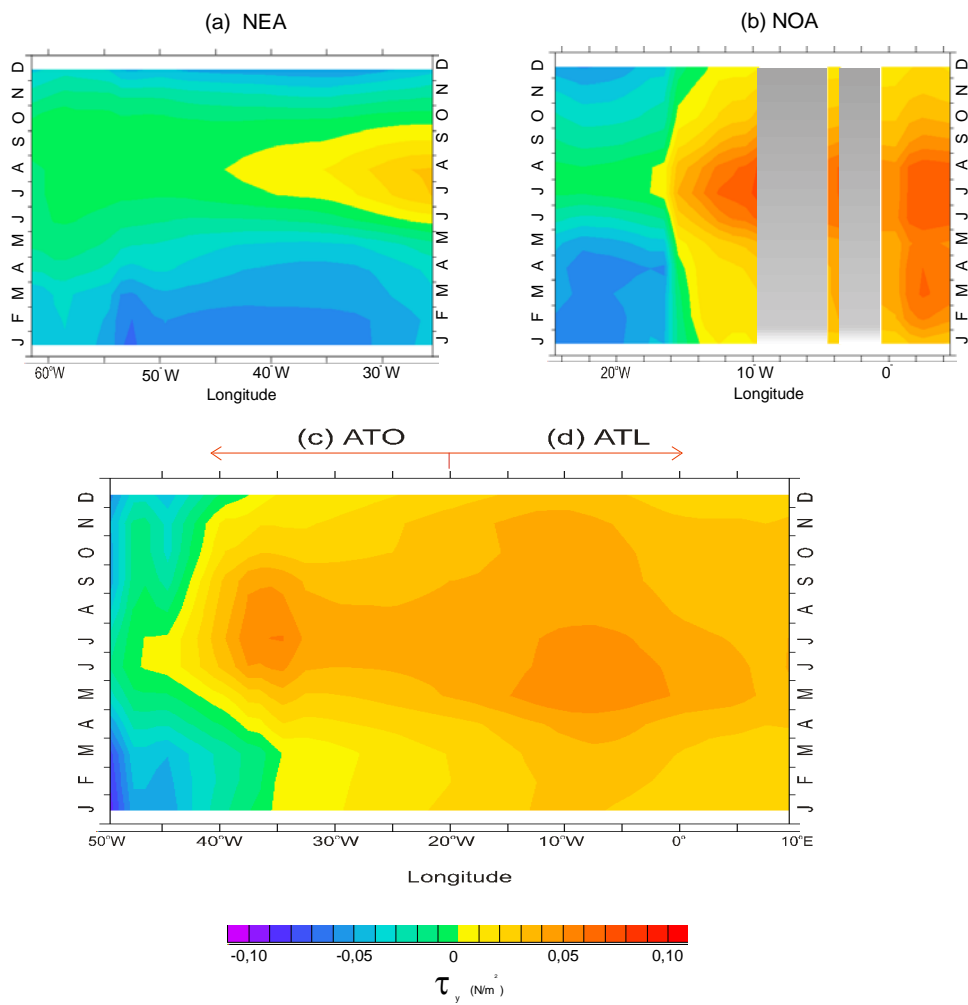 (a) NEA
(b) NOA
D
N
O
S
A
J
J
M
A
M
F
J
D
N
O
S
A
J
J
M
A
M
F
J
60°W 50°W 40°W 30°W
Longitude
D
N
O
S
A
J
J
M
A
M
F
J
D
N
O
S
A
J
J
M
A
M
F
J
20°W 10°W 0°
Longitude
(c) ATO (d) ATL
D
N
O
S
A
J
J
M
A
M
F
J
D
N
O
S
A
J
J
M
A
M
F
J
50°W 40°W 30°W 20°W 10°W 0° 10°E
Longitude
-0,10 -0,05 0 0,05 0,10
τy (N/m²)